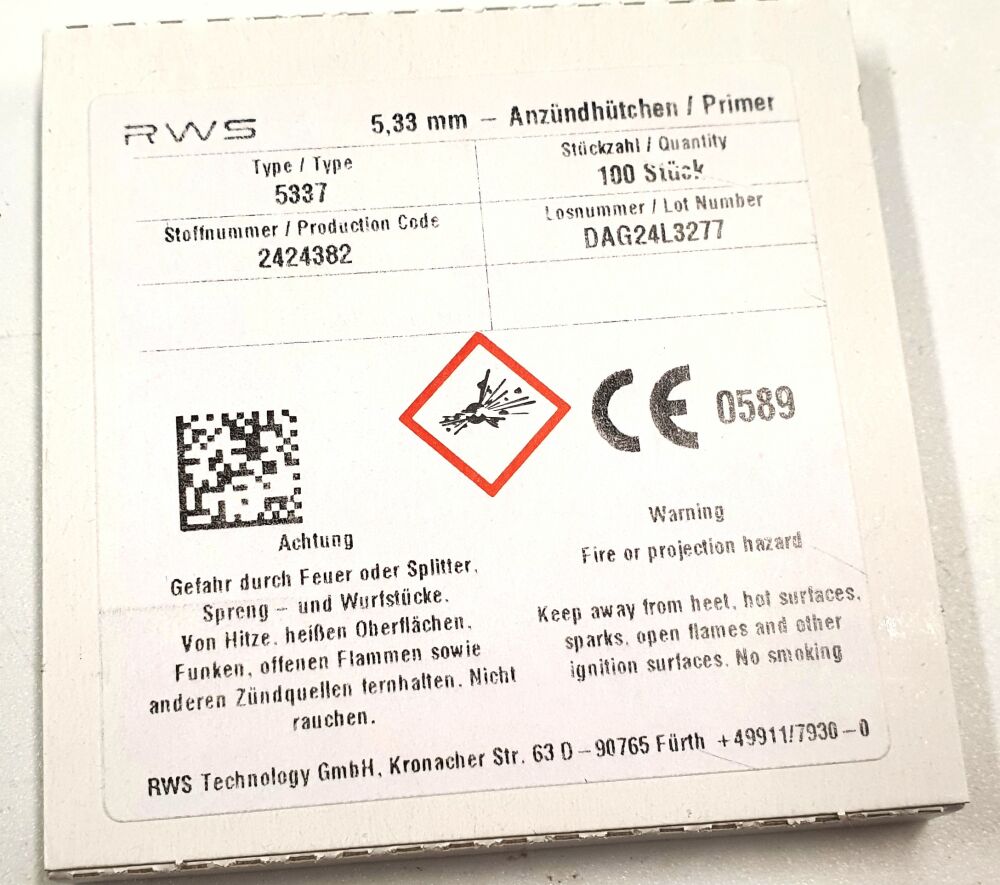 RWS 5,33 mm – Anzündhütchen / Primer
Type / Type
5337
Stückzahl / Quantity
100 Stück
Stoffnummer / Production Code
2424382
Losnummer / Lot Number
DAG24L3277
CE 0589
Achtung
Gefahr durch Feuer oder Splitter,
Spreng – und Wurfstücke.
Von Hitze, heißen Oberflächen,
Funken, offenen Flammen sowie
anderen Zündquellen fernhalten. Nicht
rauchen.
Warning
Fire or projection hazard
Keep away from heet, hot surfaces,
sparks, open flames and other
ignition surfaces. No smoking
RWS Technology GmbH, Kronacher Str. 63 D – 90765 Fürth +49911/7930 – 0